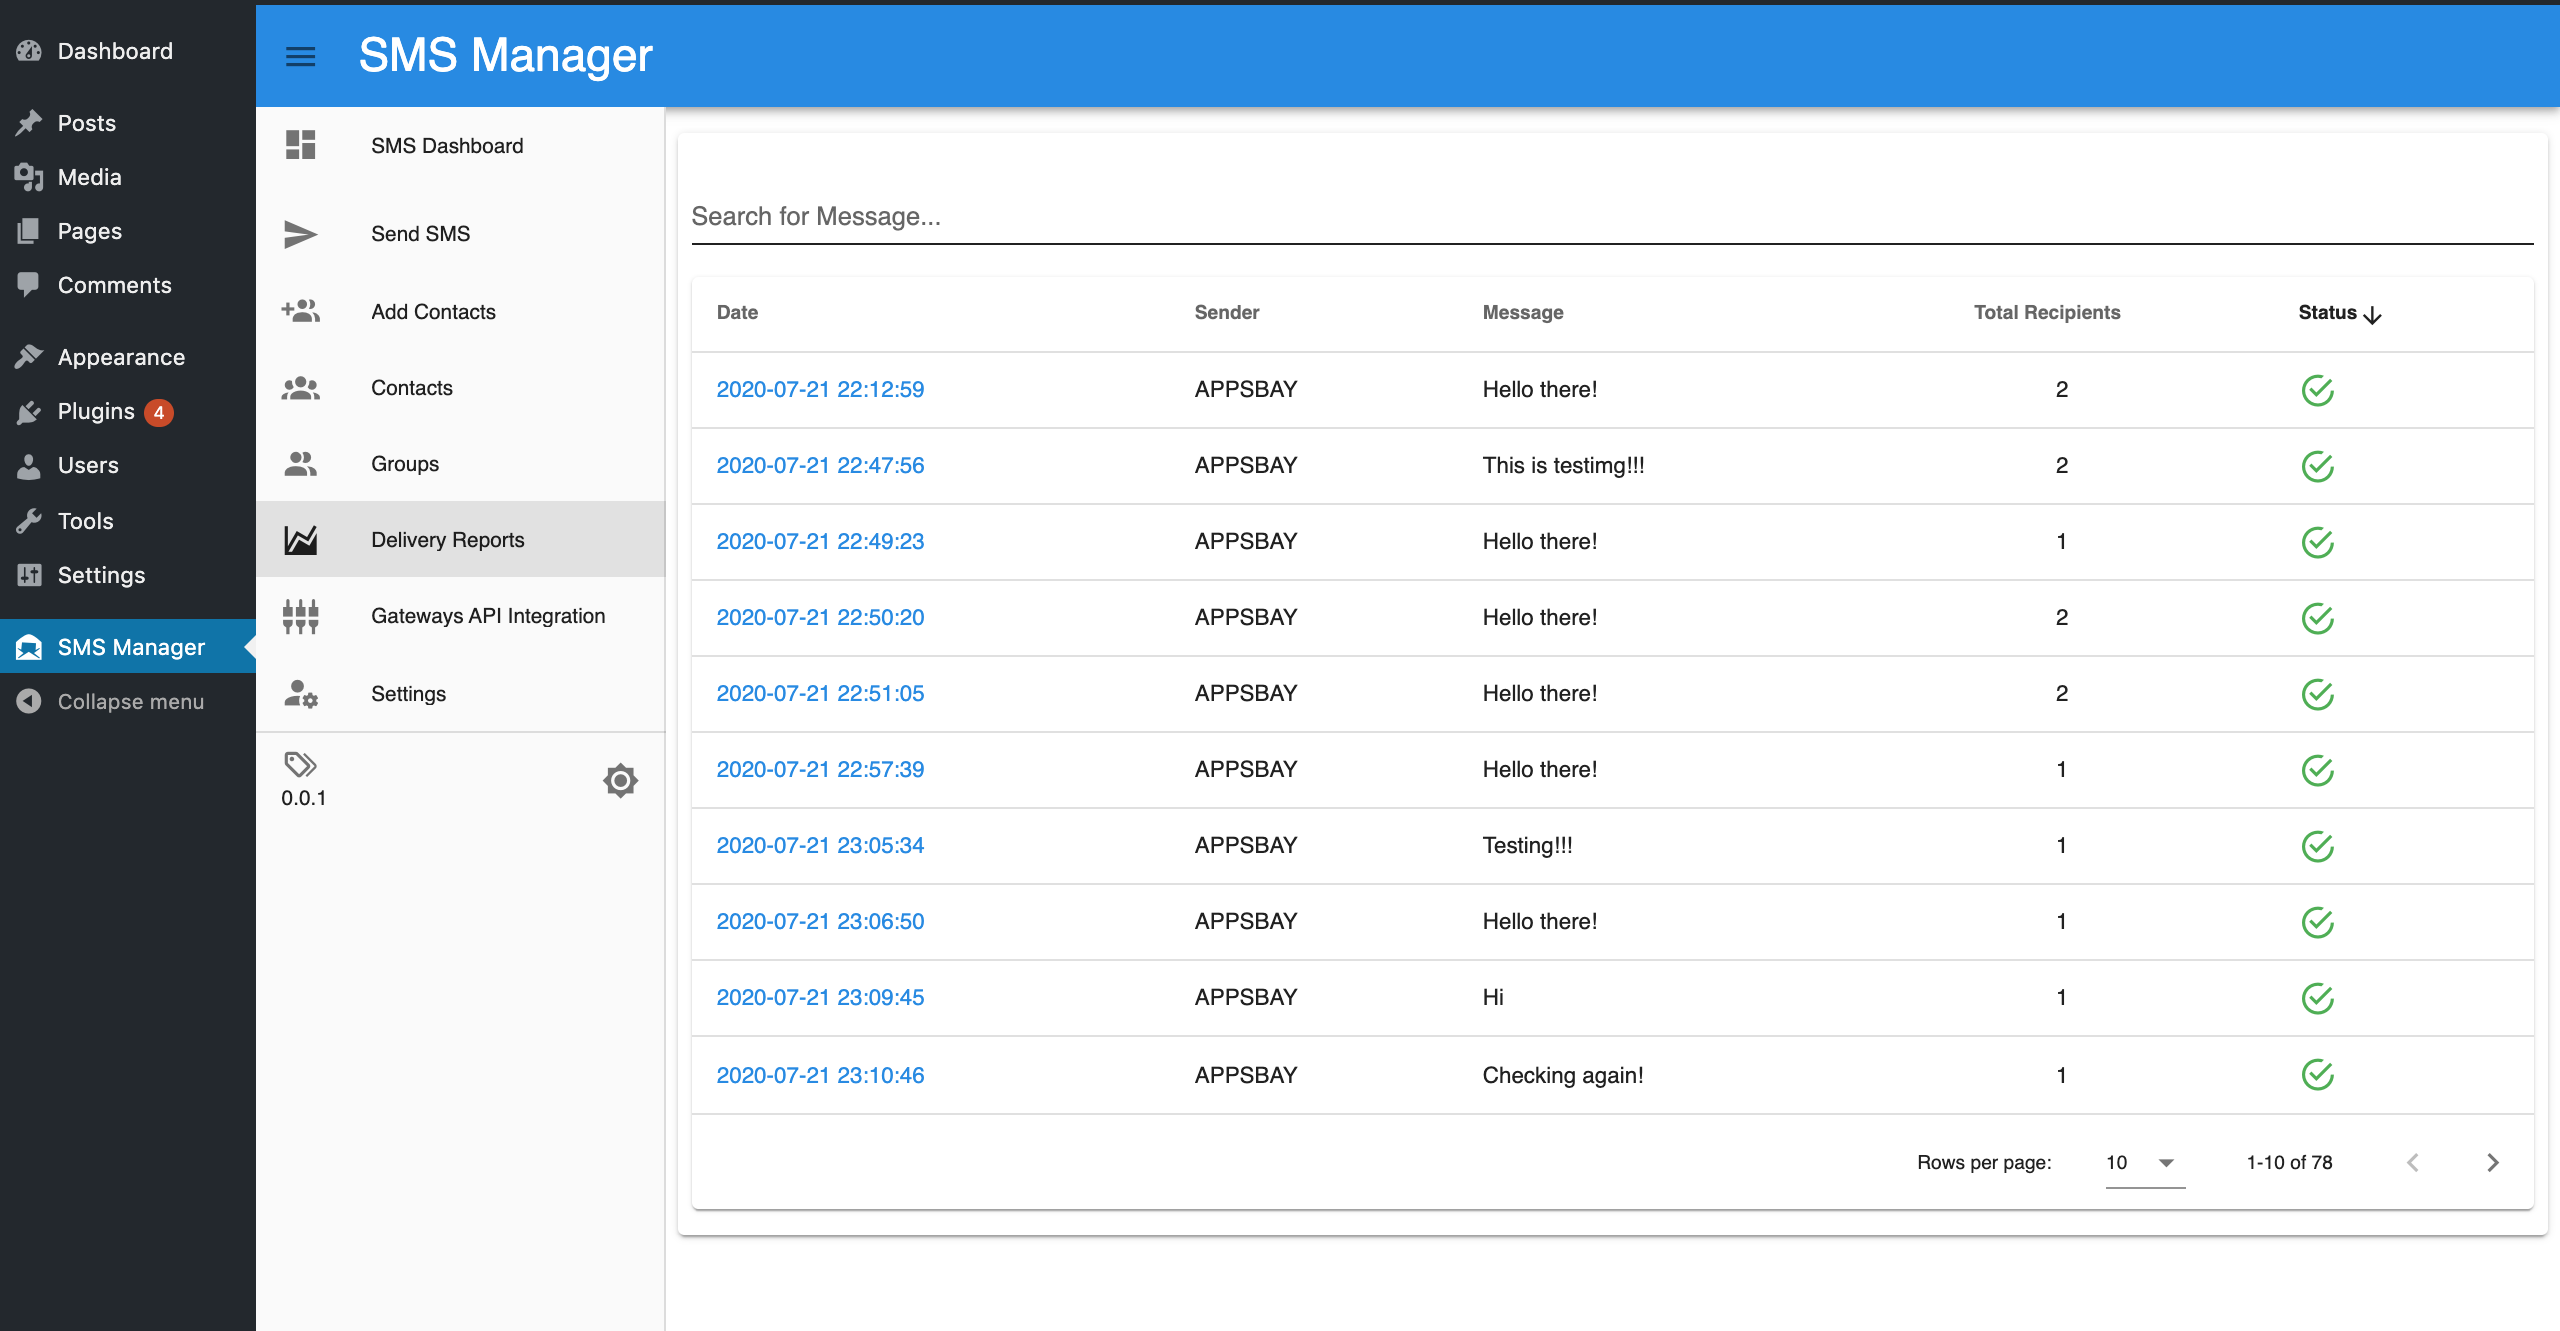 Dashboard
Posts
Media
Pages
Comments
Appearance
Plugins 4
Users
Tools
Settings
SMS Manager
Collapse menu
SMS Manager
SMS Dashboard
Send SMS
Add Contacts
Contacts
Groups
Delivery Reports
Gateways API Integration
Settings
0.0.1
Search for Message...
Date Sender Message Total Recipients Status
2020-07-21 22:12:59 APPSBAY Hello there! 2
2020-07-21 22:47:56 APPSBAY This is testimg!!! 2
2020-07-21 22:49:23 APPSBAY Hello there! 1
2020-07-21 22:50:20 APPSBAY Hello there! 2
2020-07-21 22:51:05 APPSBAY Hello there! 2
2020-07-21 22:57:39 APPSBAY Hello there! 1
2020-07-21 23:05:34 APPSBAY Testing!!! 1
2020-07-21 23:06:50 APPSBAY Hello there! 1
2020-07-21 23:09:45 APPSBAY Hi 1
2020-07-21 23:10:46 APPSBAY Checking again! 1
Rows per page: 10 1-10 of 78